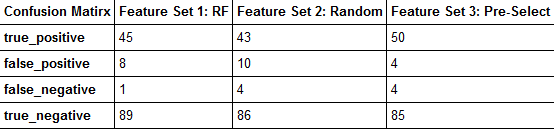 Confusion Matirx Feature Set 1: RF Feature Set 2: Random Feature Set 3: Pre-Select
true_positive 45 43 50
false_positive 8 10 4
false_negative 1 4 4
true_negative 89 86 85